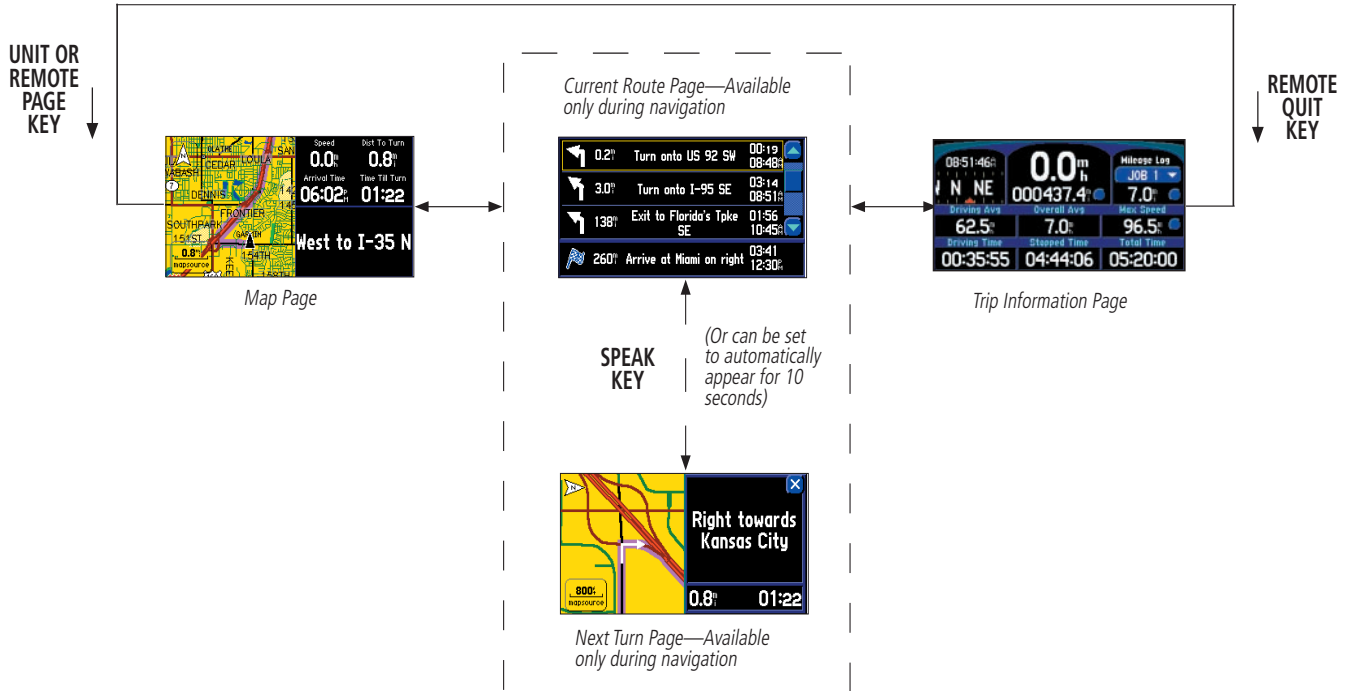 UNIT OR
REMOTE
PAGE
KEY
Current Route Page—Available
only during navigation
REMOTE
QUIT
KEY
OLATHE
CEDAR
LOULA
SAN
WABASH
7
DENNIS
FRONTIER
SOUTHPARK
151ST
154TH
KEE
0.8
mapsource
Speed
0.0
Dist To Turn
0.8
Arrival Time
06:02
Time Till Turn
01:22
West to I-35 N
Map Page
0.2 Turn onto US 92 SW 00:19
08:48
3.0 Turn onto I-95 SE 03:14
08:51
138 Exit to Florida's Tpke
SE 01:56
10:45
260 Arrive at Miami on right 03:41
12:30
08:51:46
N NE
0.0
000437.4
Mileage Log
JOB 1
7.0
Driving Avg Overall Avg Max Speed
62.5 7.0 96.5
Driving Time Stopped Time Total Time
00:35:55 04:44:06 05:20:00
Trip Information Page
SPEAK
KEY
(Or can be set
to automatically
appear for 10
seconds)
N
800
mapsource
Right towards
Kansas City
0.8 01:22
Next Turn Page—Available
only during navigation